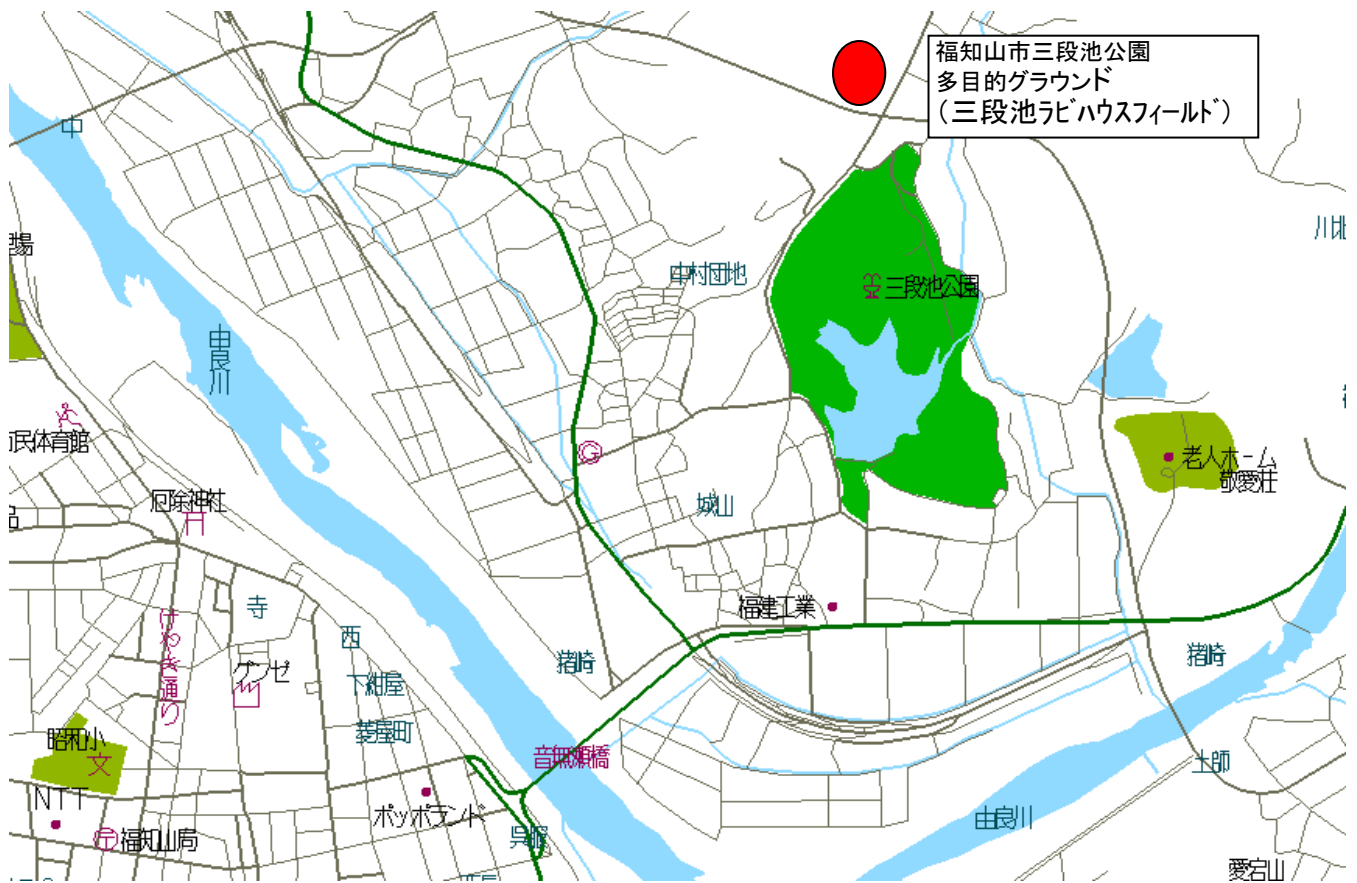 福知山市三段池公園
多目的グラウンド
(三段池ラビハウスフィールド)
中
川北
中村団地
三段池公園
由良川
市民体育館
老人ホーム
敬愛荘
厄除神社
城山
福建工業
寺
けやき通り
西
猪崎
猪崎
グンゼ
下紺屋
菱屋町
昭和小
文
音無瀬橋
土師
NTT
ポッポランド
由良川
福知山局
呉服
愛宕山